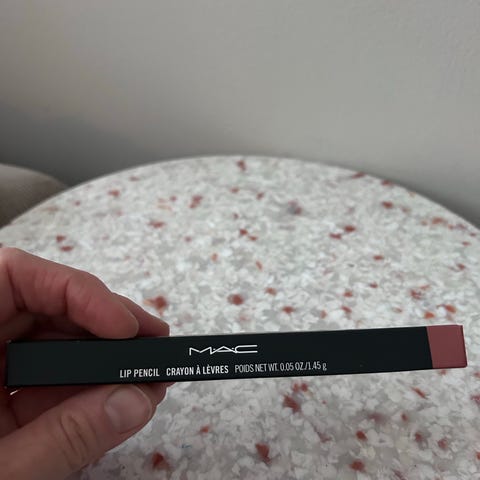 MAC
LIP PENCIL CRAYON À LÈVRES POIDS NET WT. 0.05 OZ./1.45 g